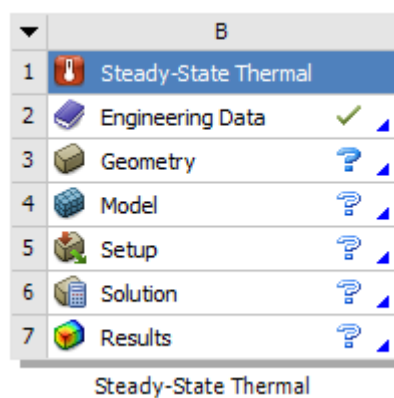 B
1 Steady-State Thermal
2 Engineering Data
3 Geometry ?
4 Model ?
5 Setup ?
6 Solution ?
7 Results ?
Steady-State Thermal